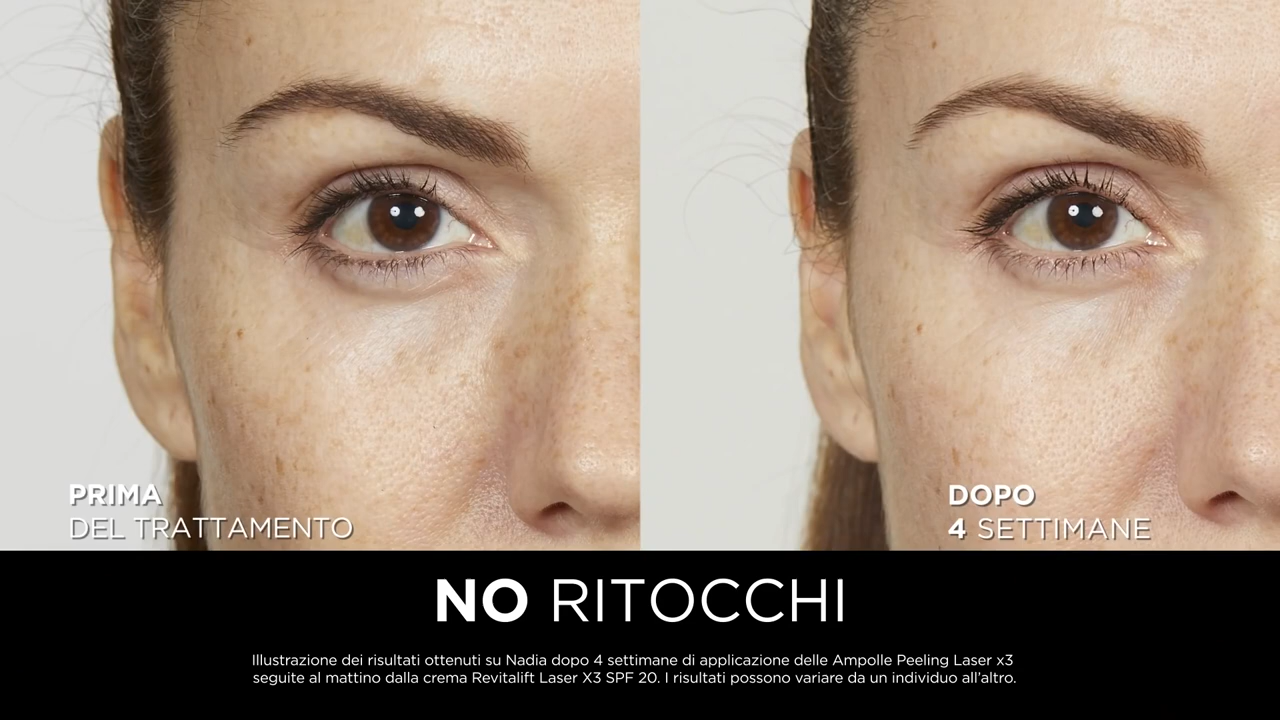 PRIMA
DEL TRATTAMENTO
DOPO
4 SETTIMANE
NO RITOCCHI
Illustrazione dei risultati ottenuti su Nadia dopo 4 settimane di applicazione delle Ampolle Peeling Laser x3
seguite al mattino dalla crema Revitalift Laser X3 SPF 20. I risultati possono variare da un individuo all’altro.